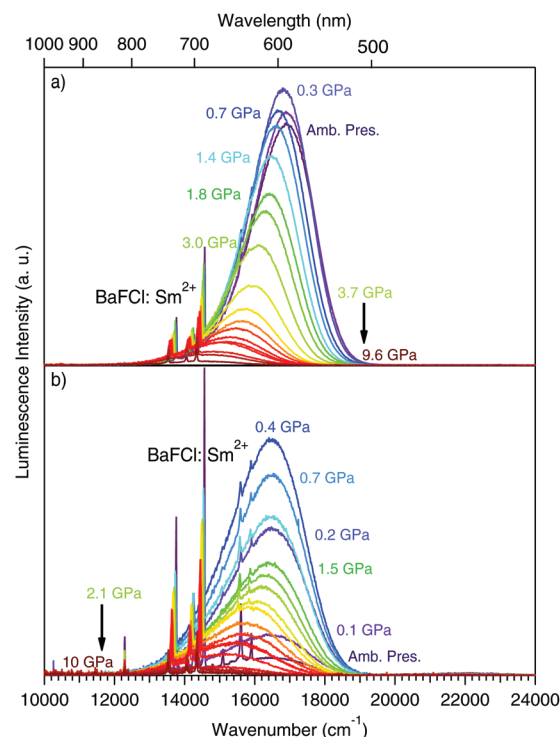 Wavelength (nm)
1000 900 800 700 600 500
a)
0.3 GPa
0.7 GPa
Amb. Pres.
1.4 GPa
1.8 GPa
3.0 GPa
BaFCl: Sm²⁺
3.7 GPa
9.6 GPa
Luminescence Intensity (a. u.)
b)
0.4 GPa
BaFCl: Sm²⁺
0.7 GPa
0.2 GPa
1.5 GPa
2.1 GPa
0.1 GPa
Amb. Pres.
10 GPa
10000 12000 14000 16000 18000 20000 22000 24000
Wavenumber (cm⁻¹)